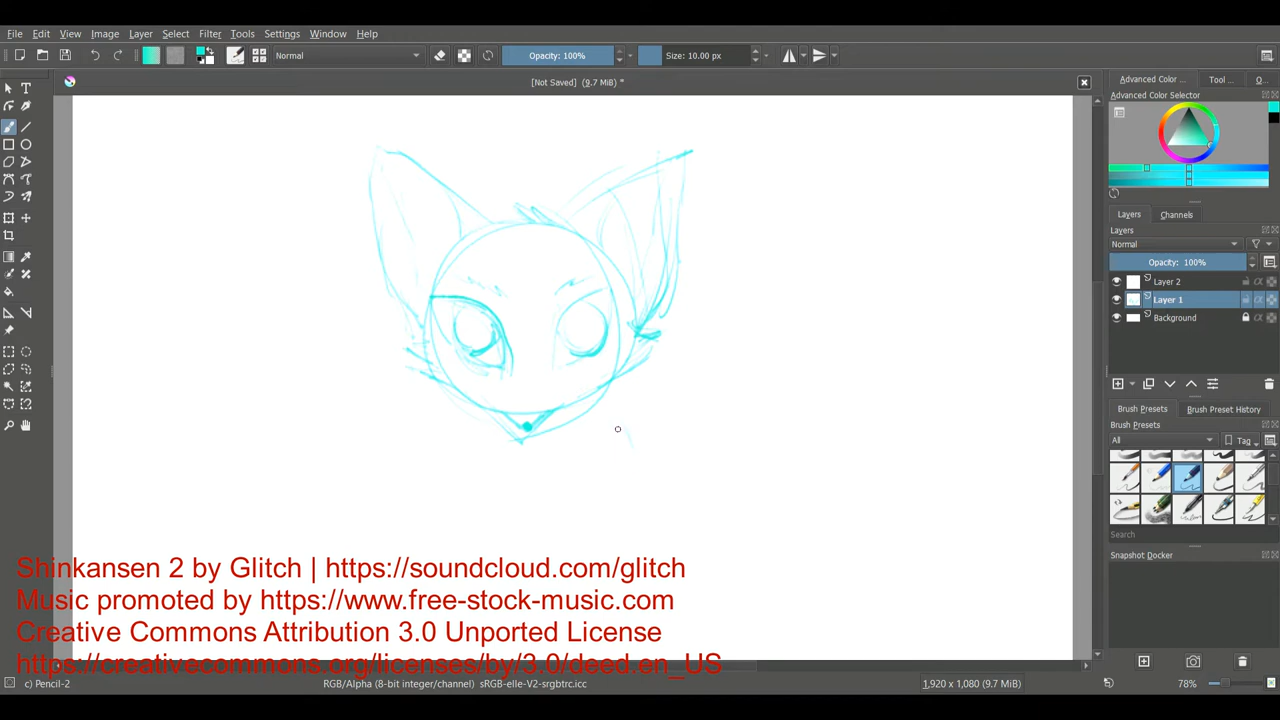 File Edit View Image Layer Select Filter Tools Settings Window Help
Normal Opacity: 100% Size: 10.00 px
[Not Saved] (9.7 MiB) *
Advanced Color ... Tool ... O...
Advanced Color Selector
Layers Channels
Layers
Normal
Opacity: 100%
Layer 2
Layer 1
Background
Brush Presets Brush Preset History
Brush Presets
All Tag
Search
Snapshot Docker
Shinkansen 2 by Glitch | https://soundcloud.com/glitch
Music promoted by https://www.free-stock-music.com
Creative Commons Attribution 3.0 Unported License
https://creativecommons.org/licenses/by/3.0/deed.en_US
c) Pencil-2 RGB/Alpha (8-bit integer/channel) sRGB-elle-V2-srgbtrc.icc 1,920 x 1,080 (9.7 MiB) 78%